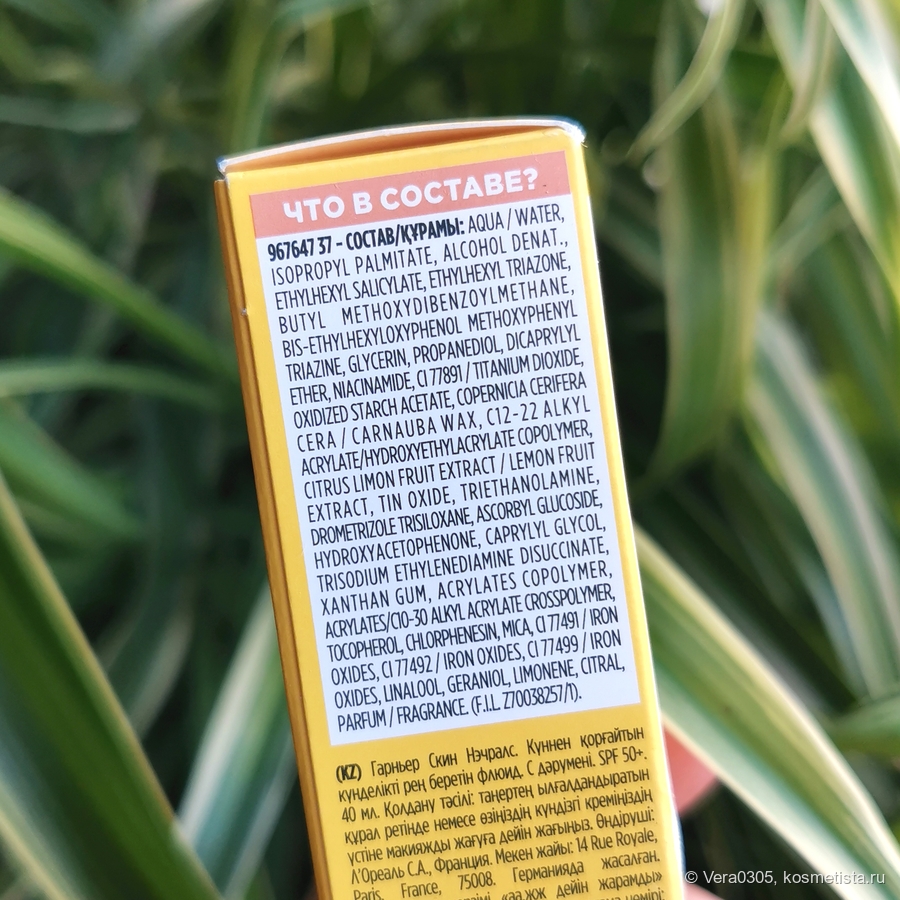 ЧТО В СОСТАВЕ?
967647 37 – СОСТАВ/ҚҰРАМЫ: AQUA / WATER,
ISOPROPYL PALMITATE, ALCOHOL DENAT.,
ETHYLHEXYL SALICYLATE, ETHYLHEXYL TRIAZONE,
BUTYL METHOXYDIBENZOYLMETHANE,
BIS-ETHYLHEXYLOXYPHENOL METHOXYPHENYL
TRIAZINE, GLYCERIN, PROPANEDIOL, DICAPRYLYL
ETHER, NIACINAMIDE, CI 77891 / TITANIUM DIOXIDE,
OXIDIZED STARCH ACETATE, COPERNICIA CERIFERA
CERA / CARNAUBA WAX, C12-22 ALKYL
ACRYLATE/HYDROXYETHYLACRYLATE COPOLYMER,
CITRUS LIMON FRUIT EXTRACT / LEMON FRUIT
EXTRACT, TIN OXIDE, TRIETHANOLAMINE,
DROMETRIZOLE TRISILOXANE, ASCORBYL GLUCOSIDE,
HYDROXYACETOPHENONE, CAPRYLYL GLYCOL,
TRISODIUM ETHYLENEDIAMINE DISUCCINATE,
XANTHAN GUM, ACRYLATES COPOLYMER,
ACRYLATES/C10-30 ALKYL ACRYLATE CROSSPOLYMER,
TOCOPHEROL, CHLORPHENESIN, MICA, CI 77491 / IRON
OXIDES, CI 77492 / IRON OXIDES, CI 77499 / IRON
OXIDES, LINALOOL, GERANIOL, LIMONENE, CITRAL,
PARFUM / FRAGRANCE. (F.I.L. Z70038257/1).
(KZ) Гарньер Скин Нэчралс. Күннен қорғайтын
күнделікті рең беретін флюид. С дәрумені. SPF 50+.
40 мл. Қолдану тәсілі: таңертең ылғалдандыратын
құрал ретінде немесе өзіңіздің күндізгі креміңіздің
үстіне макияжды жағуға дейін жағыңыз. Өндіруші:
Л'Ореаль С.А., Франция. Мекен жайы: 14 Rue Royale,
Paris, France, 75008. Германияда жасалған.
«аа.жж дейін жарамды»
© Vera0305, kosmetista.ru